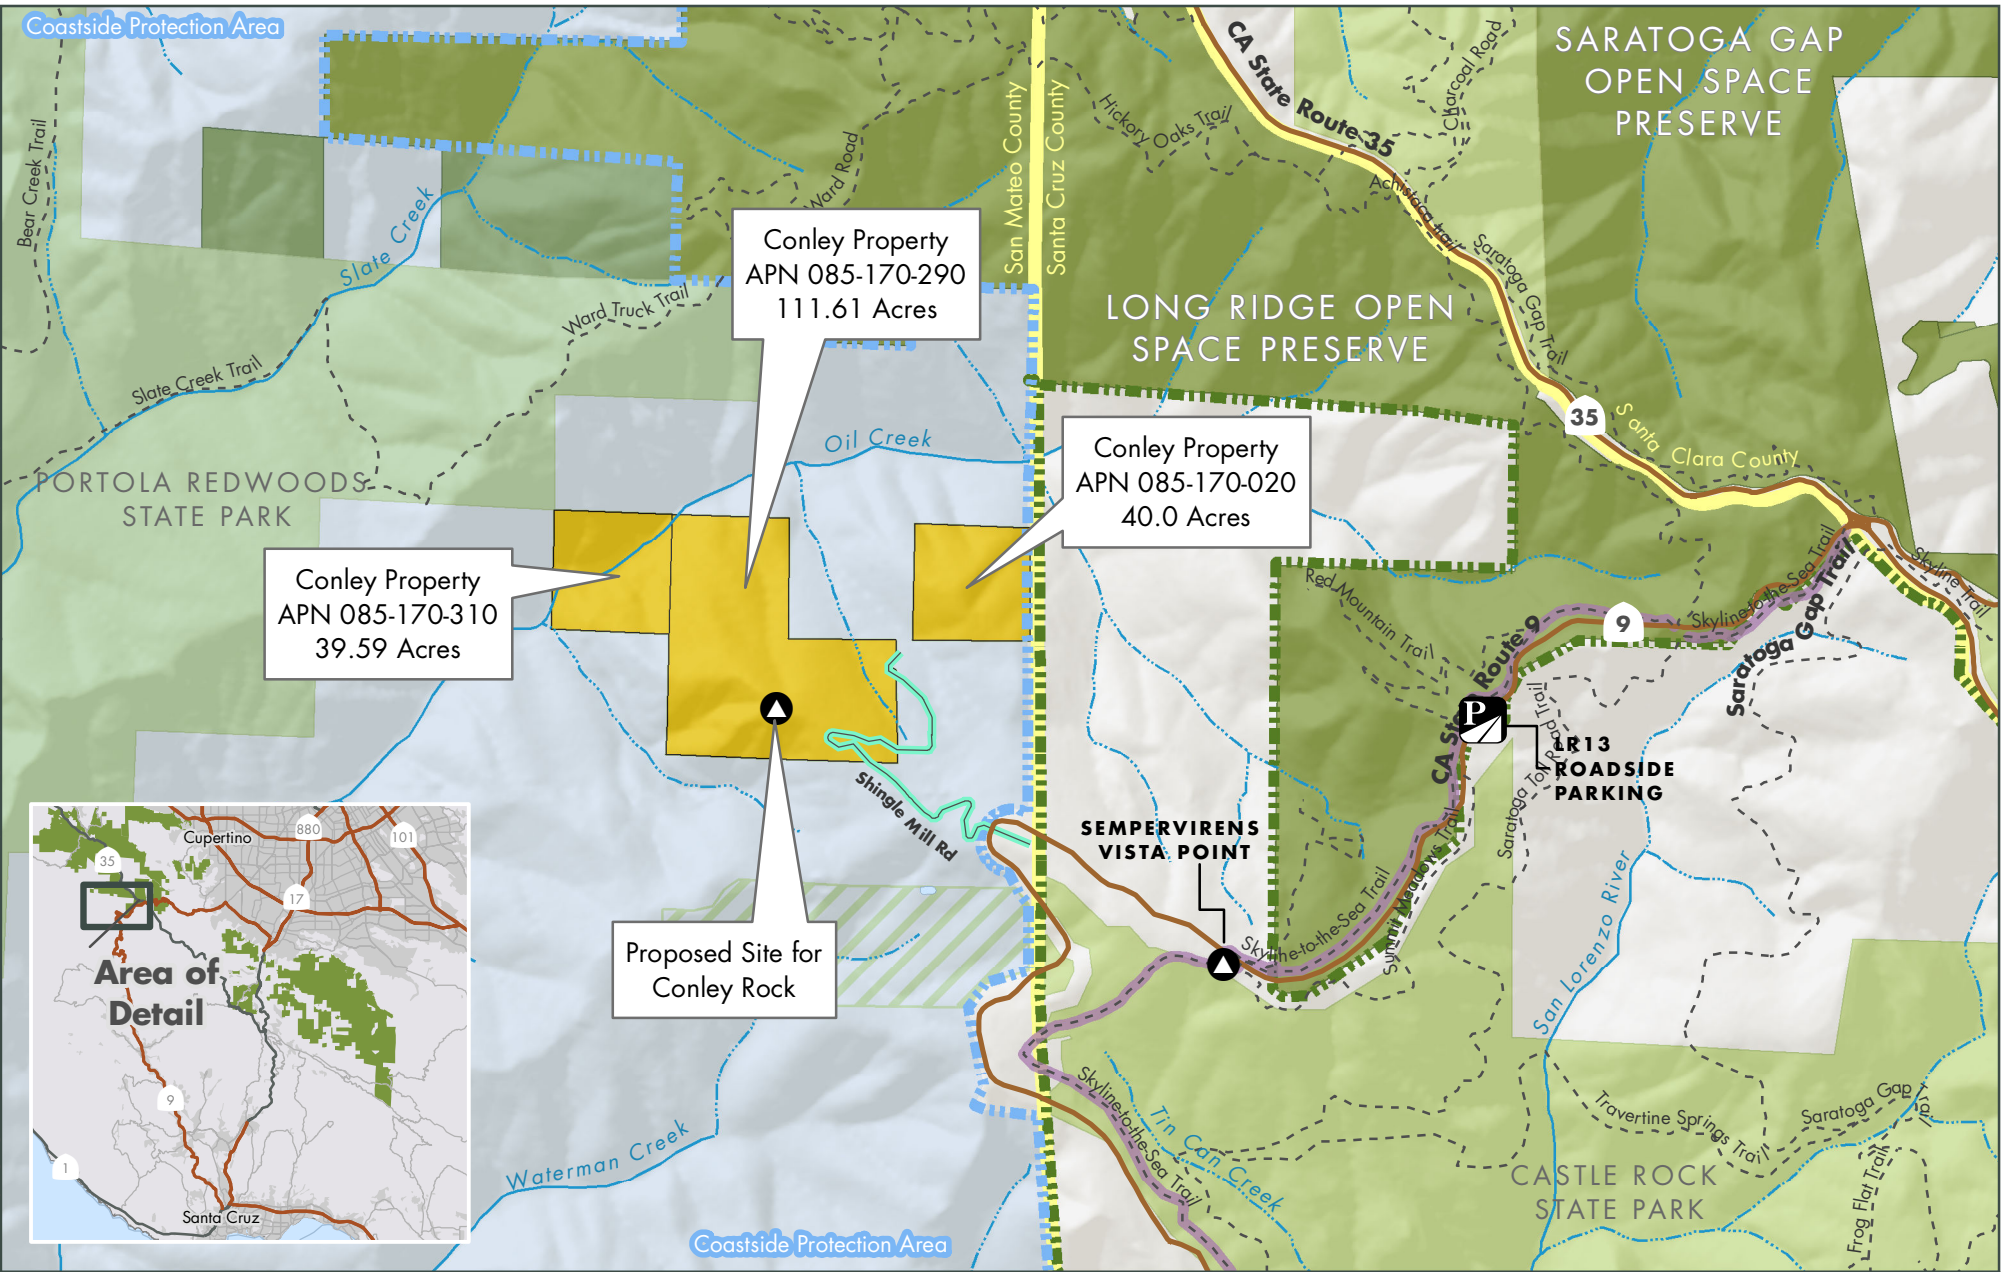 Coastside Protection Area
Bear Creek Trail
Slate Creek
Slate Creek Trail
Ward Truck Trail
Ward Road
San Mateo County
Santa Cruz County
Hickory Oaks Trail
CA State Route 35
Charcoal Road
Achistaca Trail
Saratoga Gap Trail
SARATOGA GAP
OPEN SPACE
PRESERVE
LONG RIDGE OPEN
SPACE PRESERVE
35
Santa Clara County
Conley Property
APN 085-170-290
111.61 Acres
Oil Creek
Conley Property
APN 085-170-020
40.0 Acres
PORTOLA REDWOODS
STATE PARK
Conley Property
APN 085-170-310
39.59 Acres
Red Mountain Trail
CA State Route 9
9
Skyline-to-the-Sea Trail
Saratoga Gap Trail
Skyline Trail
P
LR13
ROADSIDE
PARKING
Saratoga Toll Road Trail
Shingle Mill Rd
SEMPERVIRENS
VISTA POINT
Skyline-to-the-Sea Trail
Summit Meadows Trail
San Lorenzo River
Proposed Site for
Conley Rock
Skyline-to-the-Sea Trail
Tin Can Creek
Waterman Creek
Travertine Springs Trail
Saratoga Gap Trail
Frog Flat Trail
CASTLE ROCK
STATE PARK
Coastside Protection Area
Cupertino
880
101
35
17
Area of
Detail
9
1
Santa Cruz